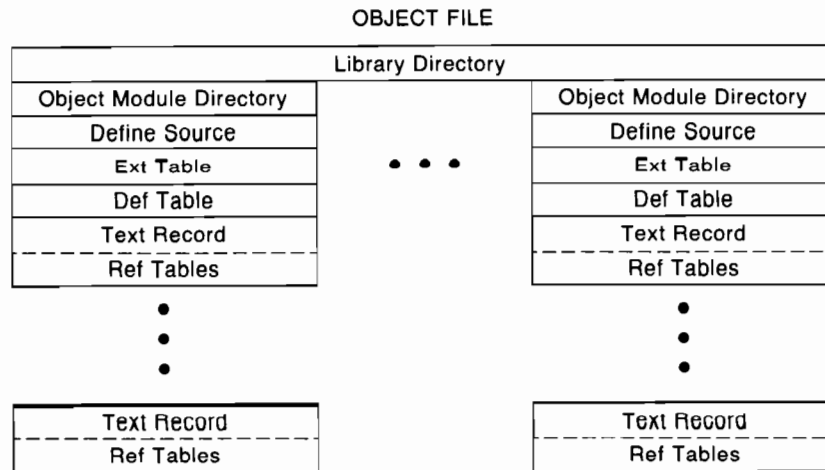 OBJECT FILE
Library Directory
Object Module Directory
Define Source
Ext Table
Def Table
Text Record
Ref Tables
Text Record
Ref Tables
Object Module Directory
Define Source
Ext Table
Def Table
Text Record
Ref Tables
Text Record
Ref Tables